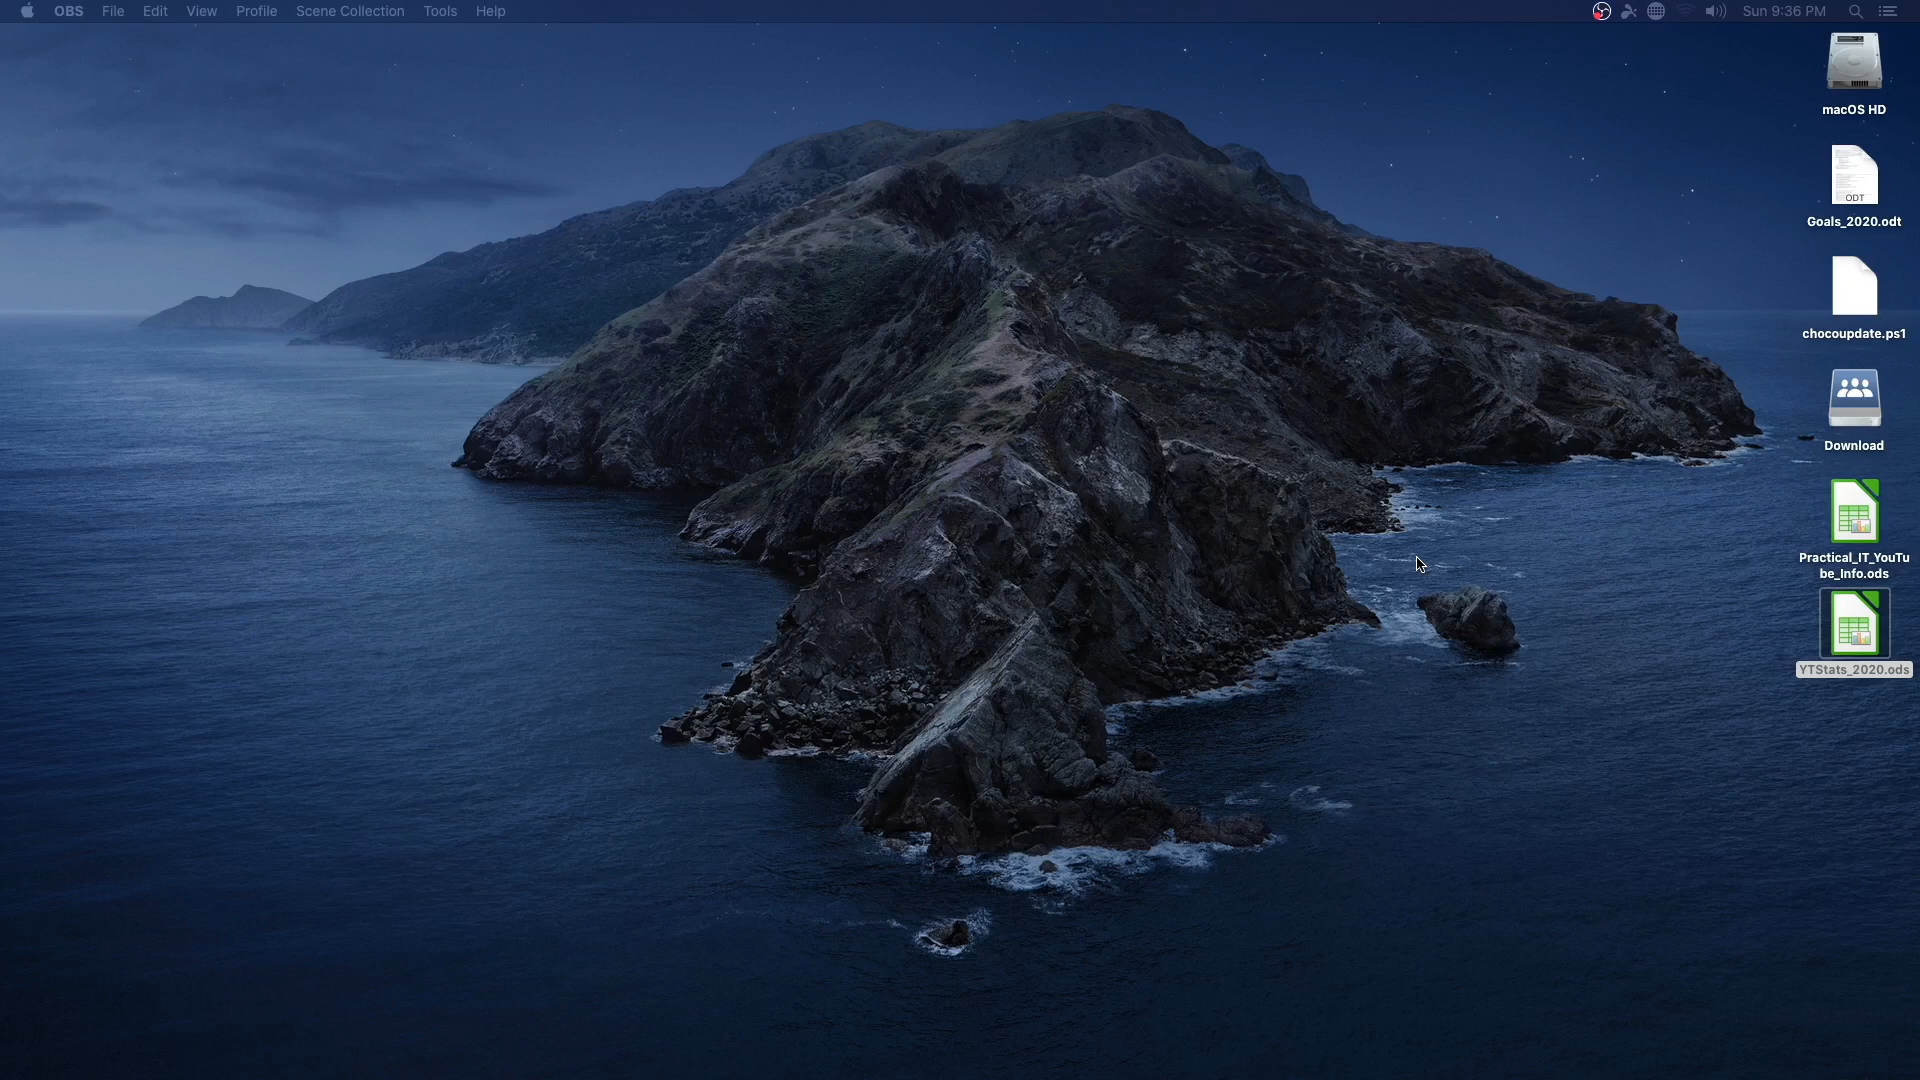 OBS File Edit View Profile Scene Collection Tools Help Sun 9:36 PM
macOS HD
ODT
Goals_2020.odt
chocoupdate.ps1
Download
Practical_IT_YouTu
be_Info.ods
YTStats_2020.ods